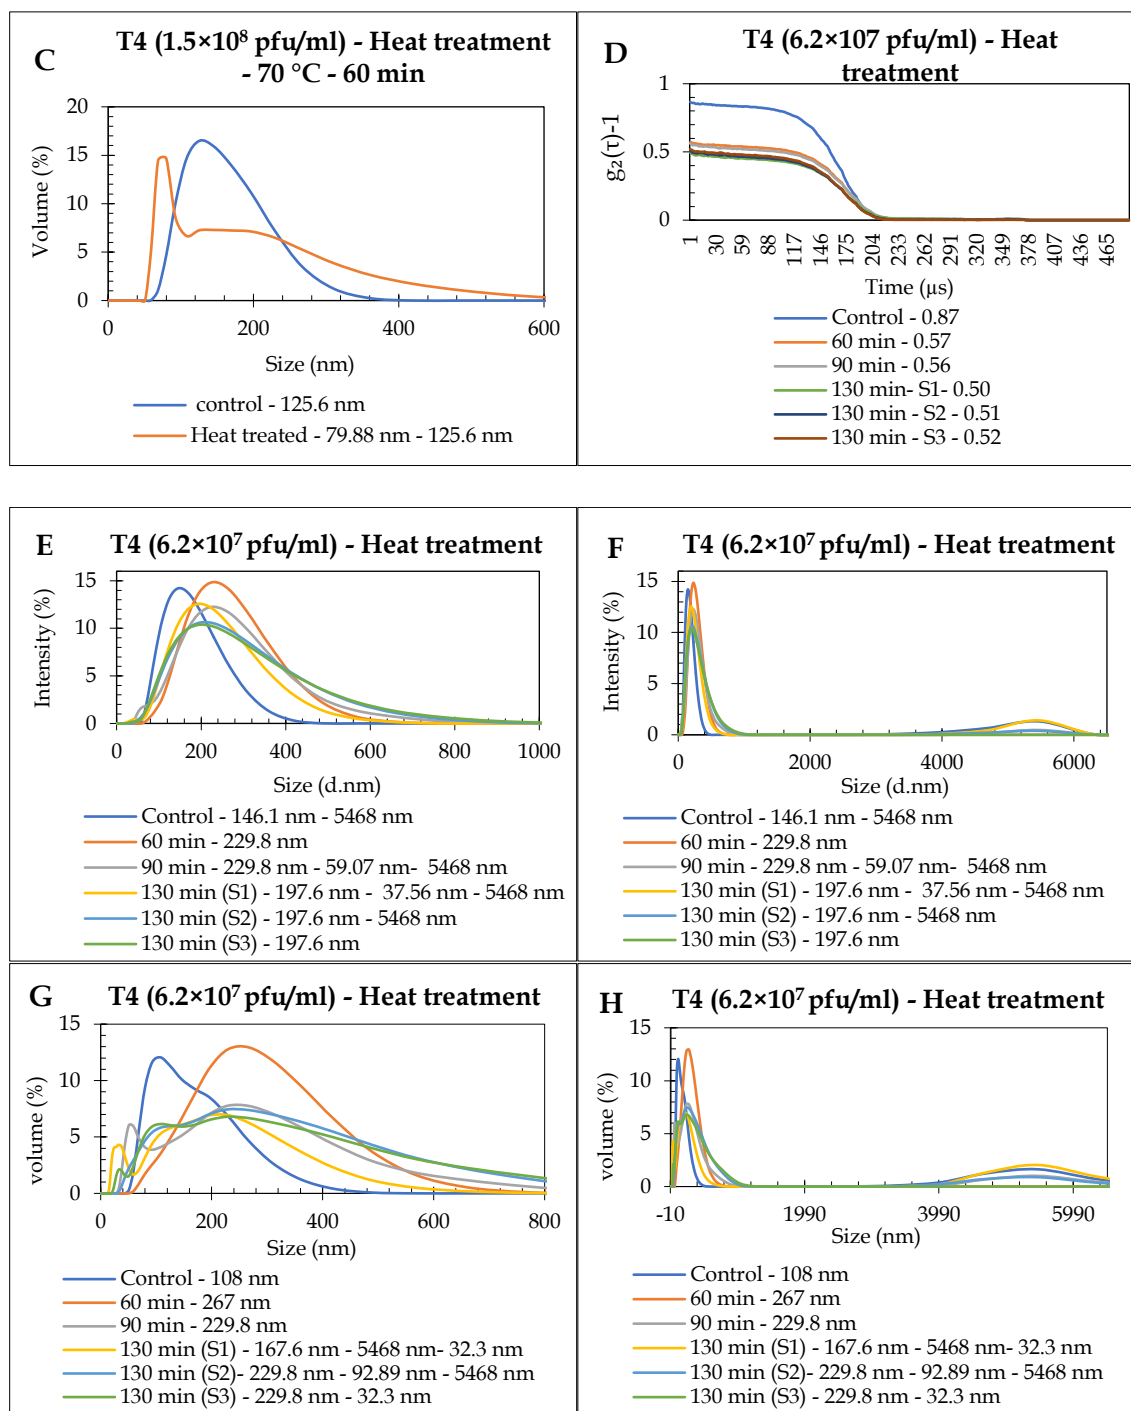 C
T4 (1.5×10⁸ pfu/ml) - Heat treatment
- 70 °C - 60 min
Volume (%)
20
15
10
5
0
0 200 400 600
Size (nm)
control - 125.6 nm
Heat treated - 79.88 nm - 125.6 nm
D
T4 (6.2×107 pfu/ml) - Heat
treatment
g₂(τ)-1
1
0.5
0
1 30 59 88 117 146 175 204 233 262 291 320 349 378 407 436 465
Time (µs)
Control - 0.87
60 min - 0.57
90 min - 0.56
130 min- S1- 0.50
130 min - S2 - 0.51
130 min - S3 - 0.52
E
T4 (6.2×10⁷ pfu/ml) - Heat treatment
Intensity (%)
15
10
5
0
0 200 400 600 800 1000
Size (d.nm)
Control - 146.1 nm - 5468 nm
60 min - 229.8 nm
90 min - 229.8 nm - 59.07 nm- 5468 nm
130 min (S1) - 197.6 nm - 37.56 nm - 5468 nm
130 min (S2) - 197.6 nm - 5468 nm
130 min (S3) - 197.6 nm
F
T4 (6.2×10⁷ pfu/ml) - Heat treatment
Intensity (%)
15
10
5
0
0 2000 4000 6000
Size (d.nm)
Control - 146.1 nm - 5468 nm
60 min - 229.8 nm
90 min - 229.8 nm - 59.07 nm- 5468 nm
130 min (S1) - 197.6 nm - 37.56 nm - 5468 nm
130 min (S2) - 197.6 nm - 5468 nm
130 min (S3) - 197.6 nm
G
T4 (6.2×10⁷ pfu/ml) - Heat treatment
volume (%)
15
10
5
0
0 200 400 600 800
Size (nm)
Control - 108 nm
60 min - 267 nm
90 min - 229.8 nm
130 min (S1) - 167.6 nm - 5468 nm- 32.3 nm
130 min (S2)- 229.8 nm - 92.89 nm - 5468 nm
130 min (S3) - 229.8 nm - 32.3 nm
H
T4 (6.2×10⁷ pfu/ml) - Heat treatment
volume (%)
15
10
5
0
-10 1990 3990 5990
Size (nm)
Control - 108 nm
60 min - 267 nm
90 min - 229.8 nm
130 min (S1) - 167.6 nm - 5468 nm- 32.3 nm
130 min (S2)- 229.8 nm - 92.89 nm - 5468 nm
130 min (S3) - 229.8 nm - 32.3 nm